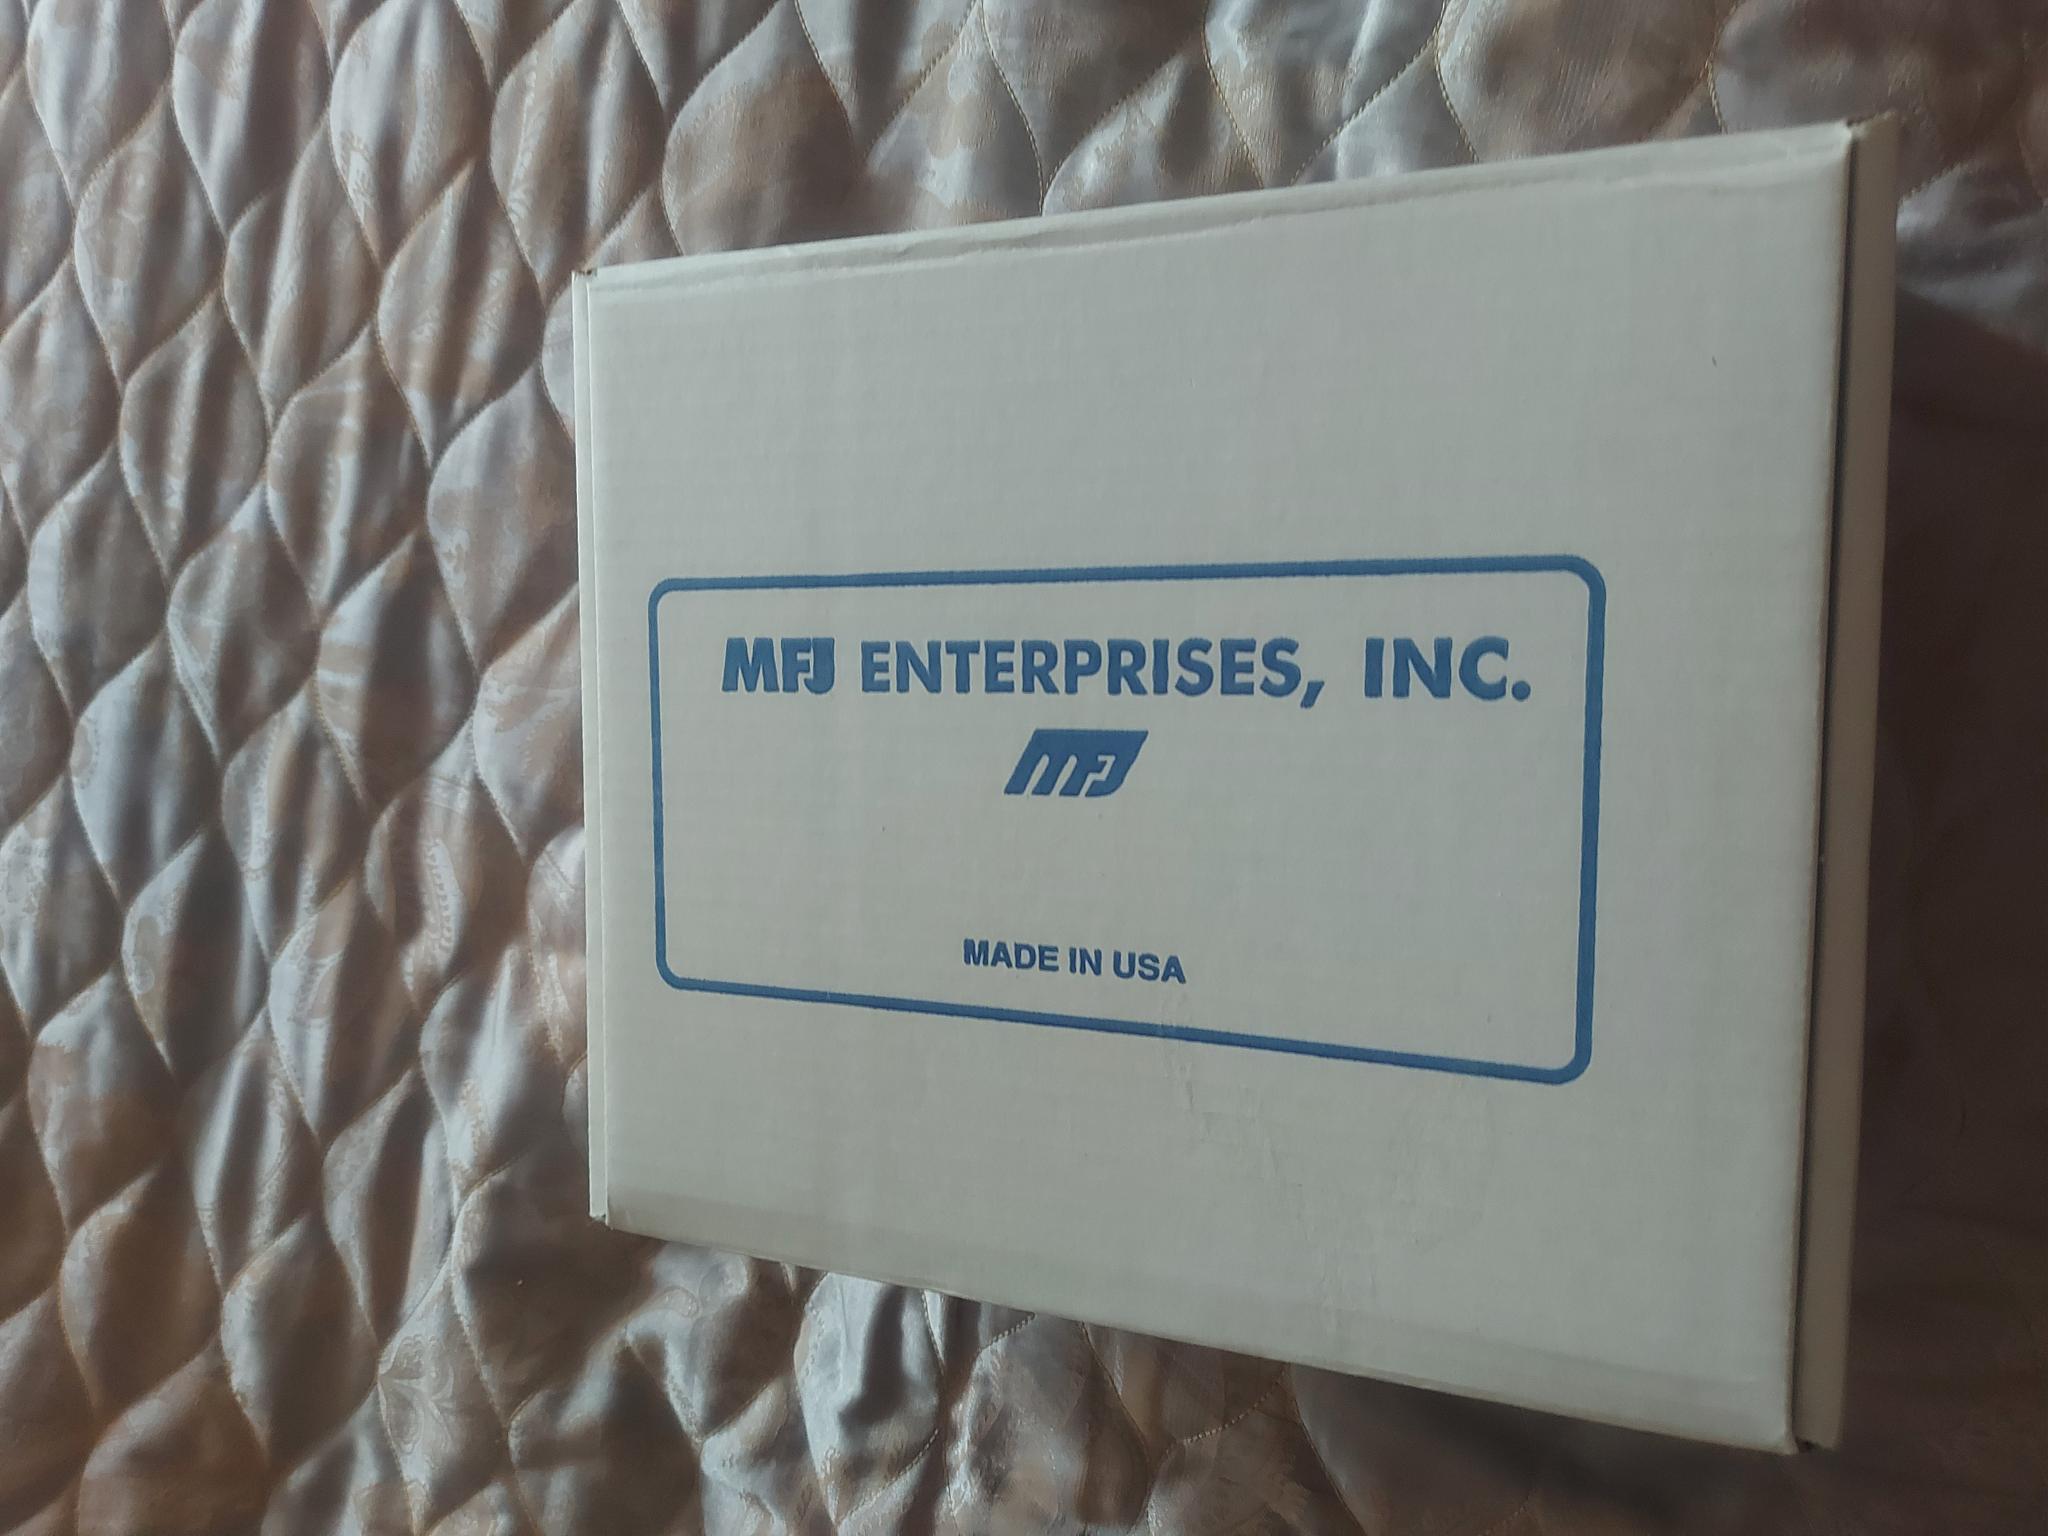 MFJ ENTERPRISES, INC.
MFJ
MADE IN USA